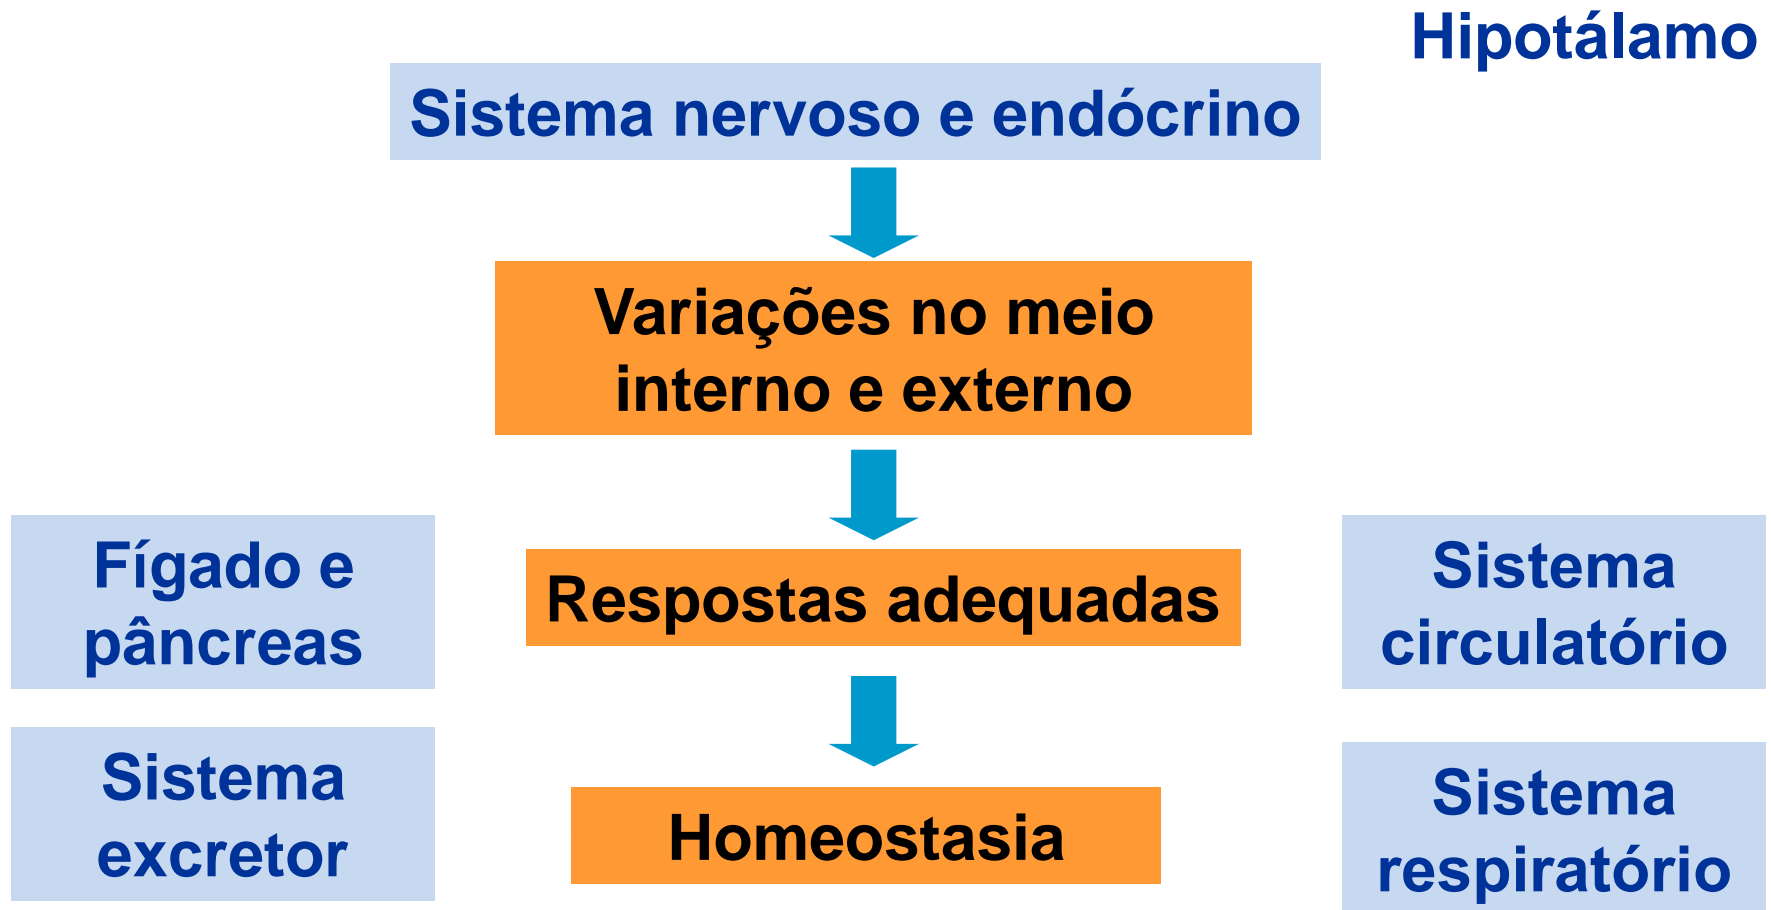 Hipotálamo
Sistema nervoso e endócrino
Variações no meio
interno e externo
Fígado e
pâncreas
Respostas adequadas
Sistema
circulatório
Sistema
excretor
Homeostasia
Sistema
respiratório